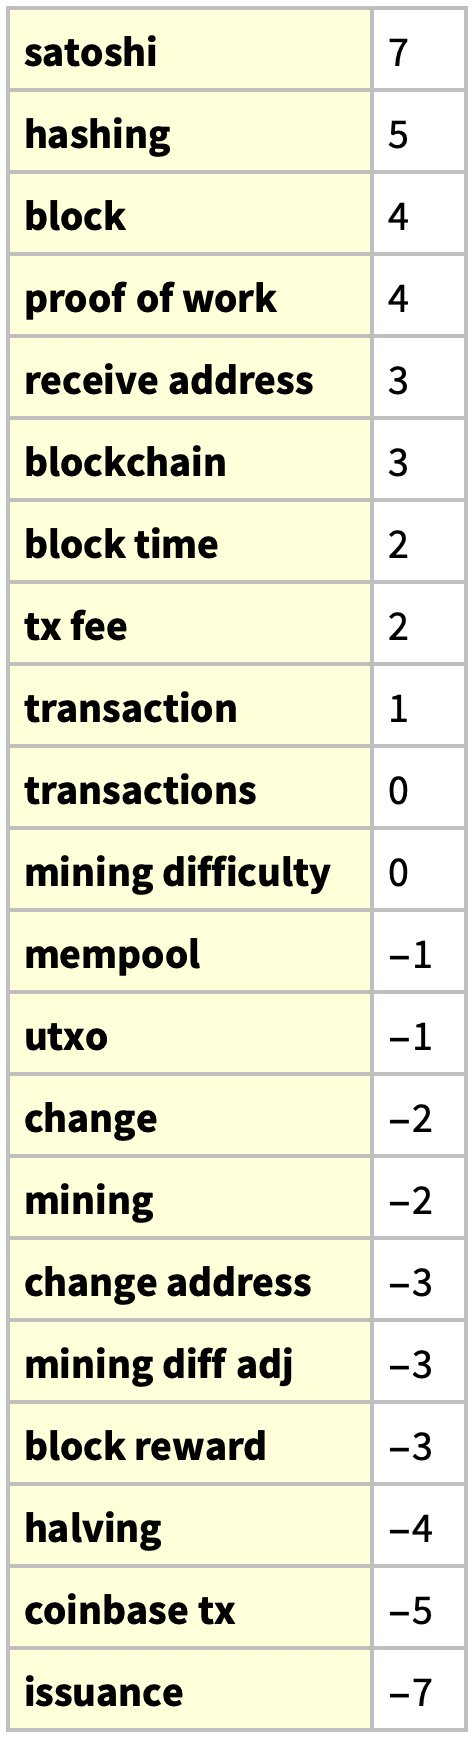 satoshi 7
hashing 5
block 4
proof of work 4
receive address 3
blockchain 3
block time 2
tx fee 2
transaction 1
transactions 0
mining difficulty 0
mempool −1
utxo −1
change −2
mining −2
change address −3
mining diff adj −3
block reward −3
halving −4
coinbase tx −5
issuance −7